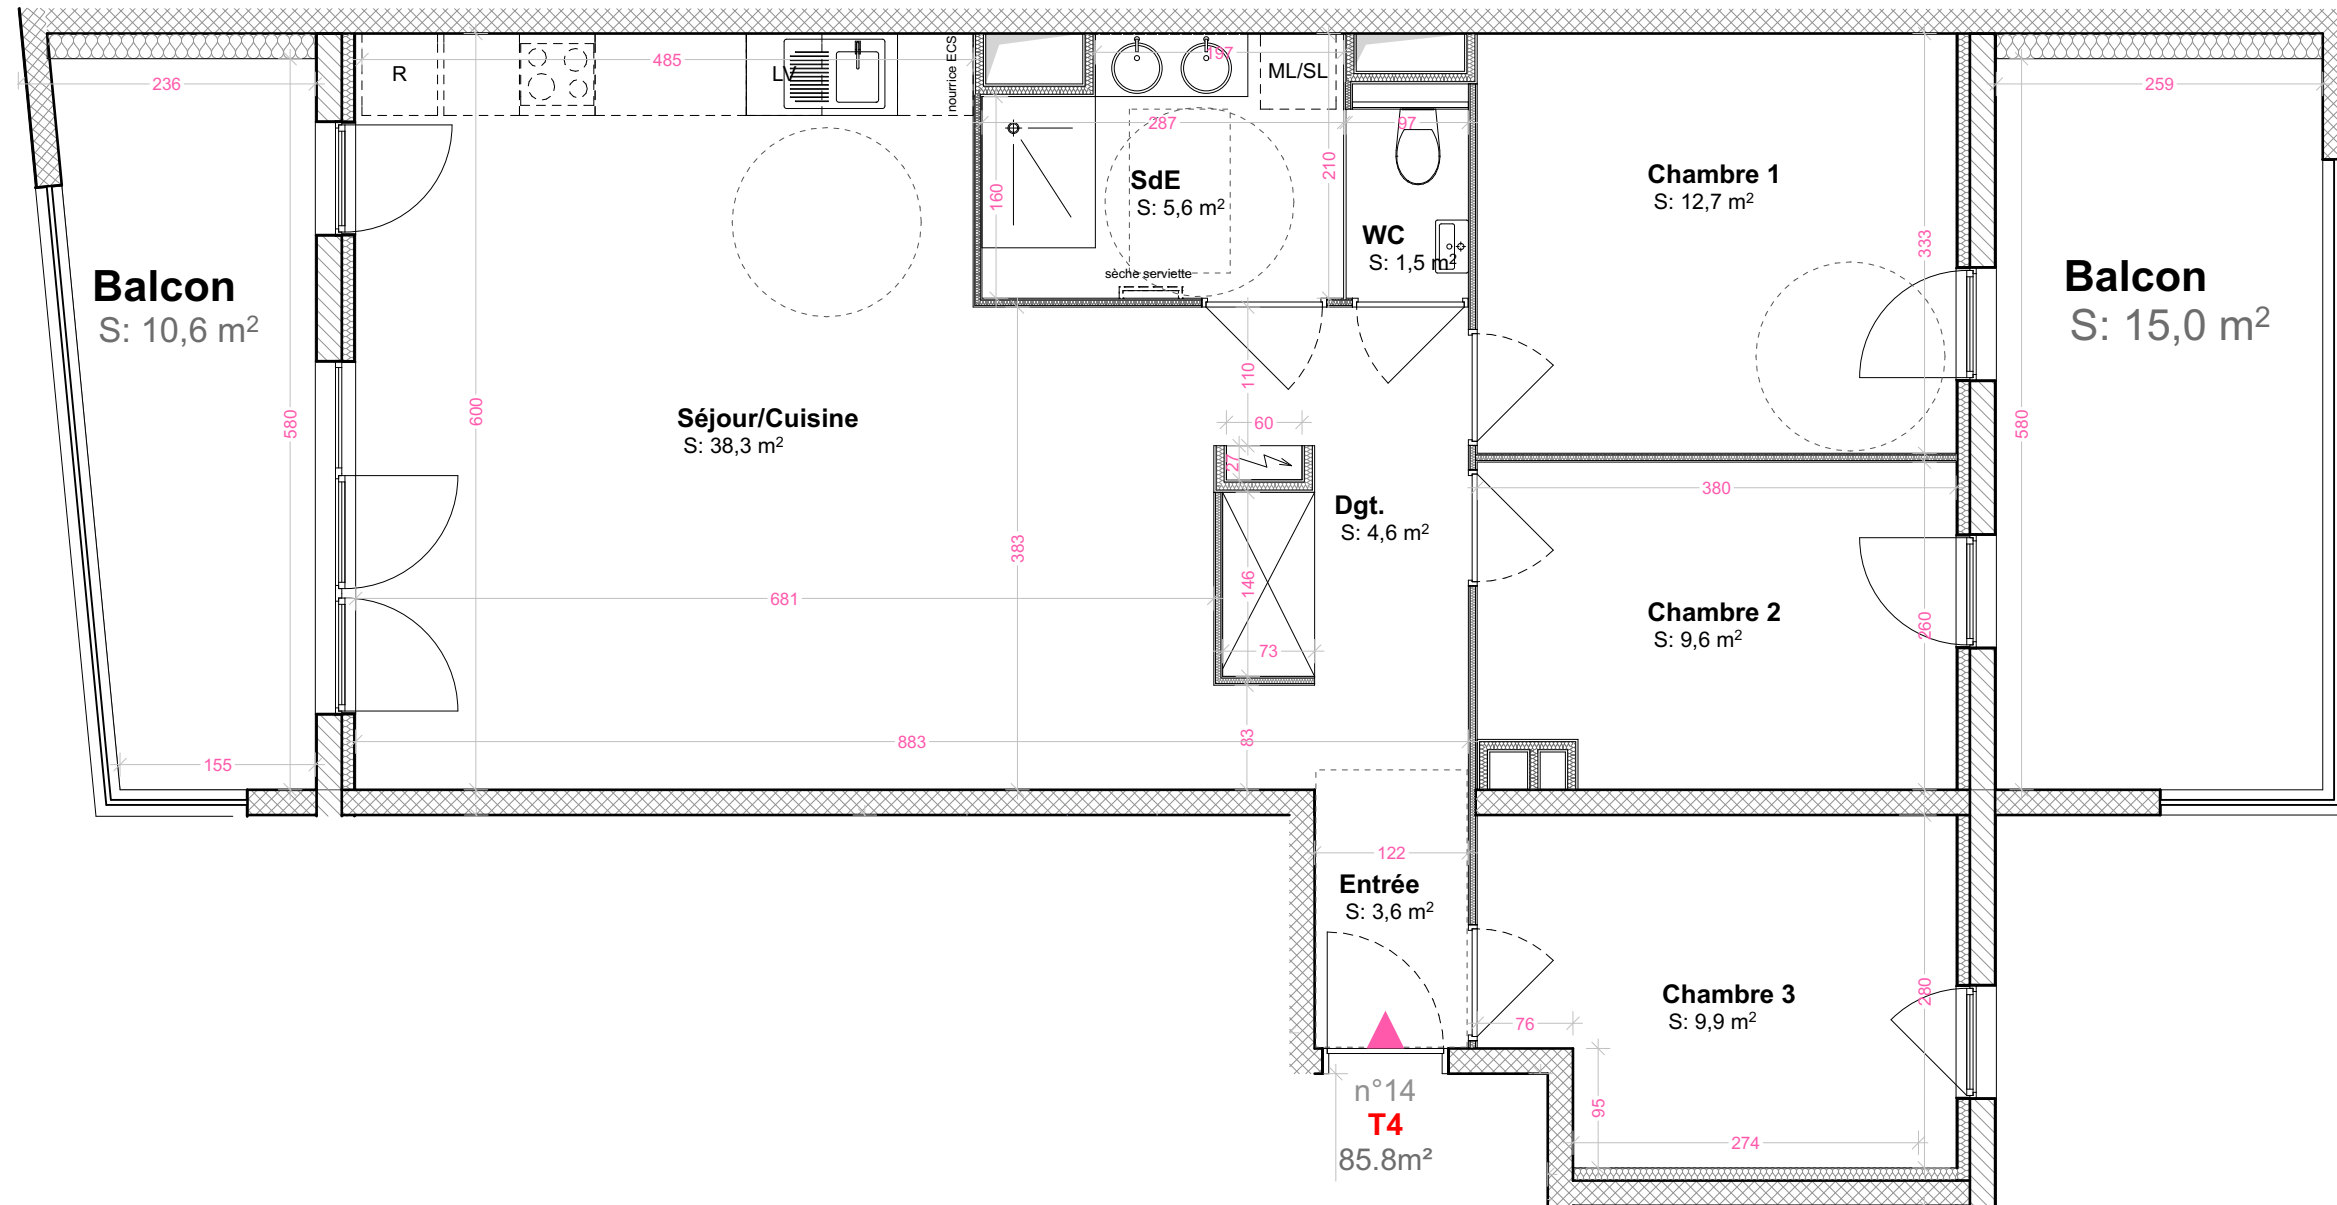 485
197
R
LV
nourrice ECS
ML/SL
236
259
287
97
210
160
SdE
S: 5,6 m²
WC
S: 1,5 m²
sèche serviette
Chambre 1
S: 12,7 m²
333
Balcon
S: 10,6 m²
Balcon
S: 15,0 m²
580
600
110
60
27
580
Séjour/Cuisine
S: 38,3 m²
380
Dgt.
S: 4,6 m²
383
146
681
73
Chambre 2
S: 9,6 m²
260
883
83
155
122
Entrée
S: 3,6 m²
Chambre 3
S: 9,9 m²
280
76
95
274
n°14
T4
85.8m²